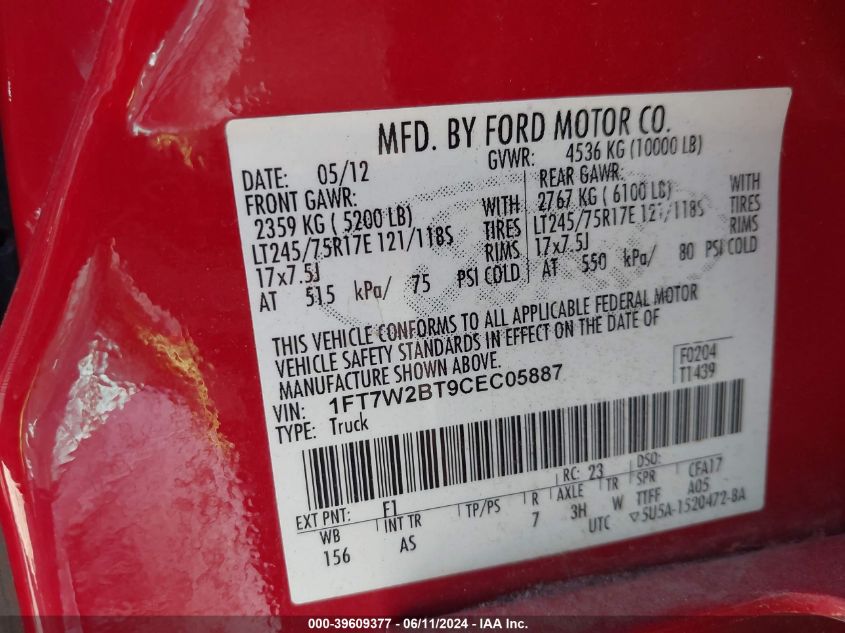 MFD. BY FORD MOTOR CO.
DATE: 05/12 GVWR: 4536 KG (10000 LB)
FRONT GAWR: REAR GAWR:
2359 KG ( 5200 LB) WITH 2767 KG ( 6100 LB) WITH
LT245/75R17E 121/118S TIRES LT245/75R17E 121/118S TIRES
17x7.5J RIMS 17x7.5J RIMS
AT 515 kPa/ 75 PSI COLD AT 550 kPa/ 80 PSI COLD
THIS VEHICLE CONFORMS TO ALL APPLICABLE FEDERAL MOTOR
VEHICLE SAFETY STANDARDS IN EFFECT ON THE DATE OF
MANUFACTURE SHOWN ABOVE.
VIN: 1FT7W2BT9CEC05887 F0204
TYPE: Truck T1439
EXT PNT: F1 RC: 23 DSO:
WB INT TR TP/PS R AXLE TR SPR CFA17
156 AS 7 3H W TTFF A05
UTC ▽5U5A-1520472-BA
000-39609377 - 06/11/2024 - IAA Inc.